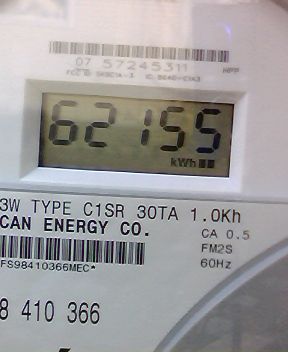 07 57245311
HPP
62155
kWh
3W TYPE C1SR 30TA 1.0Kh
CAN ENERGY CO.
CA 0.5
FM2S
60Hz
FS98410366MEC*
8 410 366